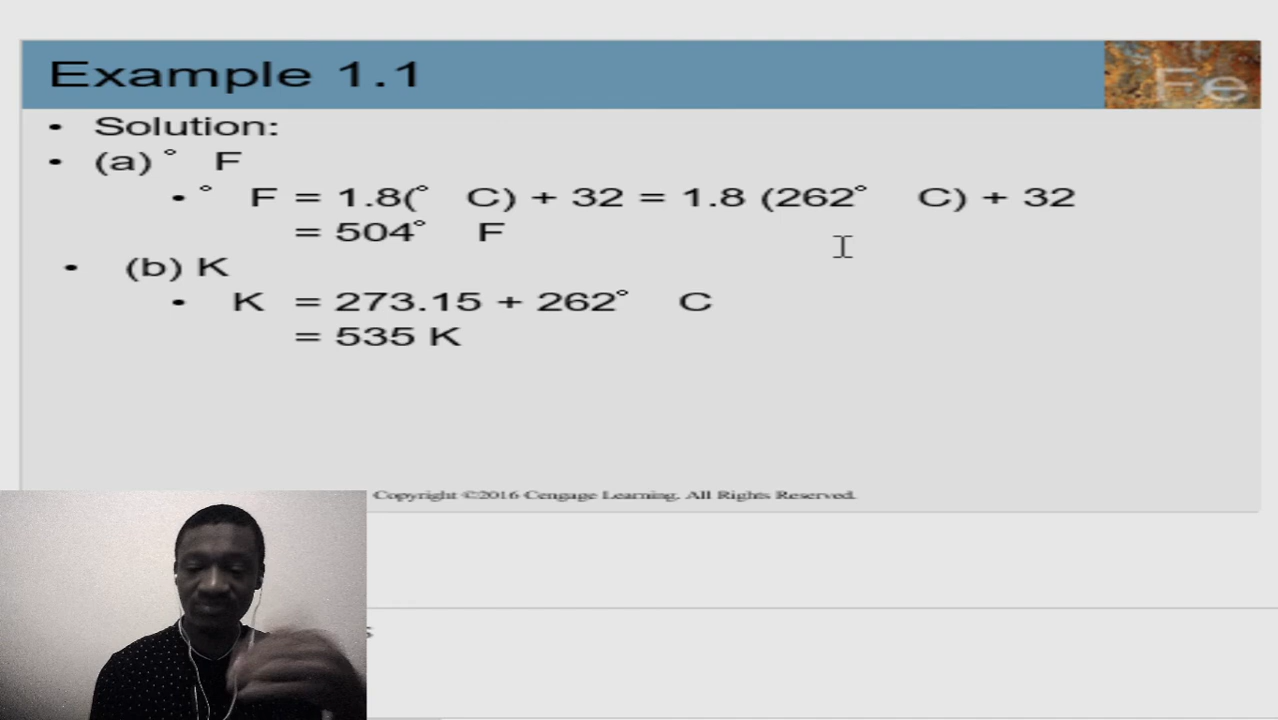 Example 1.1
Fe
• Solution:
• (a) ° F
• ° F = 1.8(° C) + 32 = 1.8 (262° C) + 32
= 504° F
• (b) K
• K = 273.15 + 262° C
= 535 K
Copyright ©2016 Cengage Learning. All Rights Reserved.